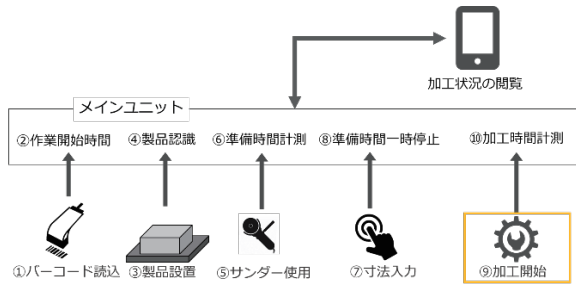 加工状況の閲覧
メインユニット
②作業開始時間 ④製品認識 ⑥準備時間計測 ⑧準備時間一時停止 ⑩加工時間計測
①バーコード読込 ③製品設置 ⑤サンダー使用 ⑦寸法入力 ⑨加工開始